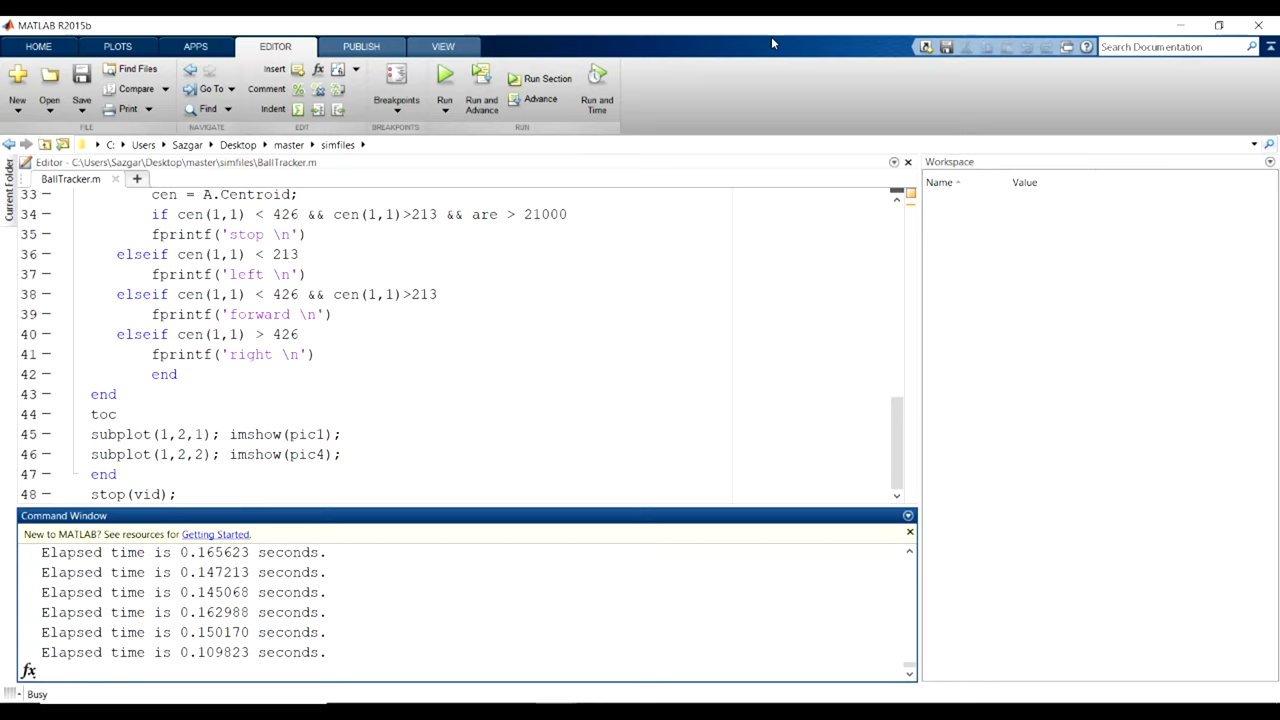 MATLAB R2015b
HOME PLOTS APPS EDITOR PUBLISH VIEW
Search Documentation
New Open Save
Find Files
Compare
Print
Go To
Find
Insert fx
Comment
Indent
Breakpoints
Run
Run and Advance
Run Section
Advance
Run and Time
FILE NAVIGATE EDIT BREAKPOINTS RUN
C: Users Sazgar Desktop master simfiles
Current Folder
Editor - C:\Users\Sazgar\Desktop\master\simfiles\BallTracker.m
BallTracker.m
33 cen = A.Centroid;
34 if cen(1,1) < 426 && cen(1,1)>213 && are > 21000
35 fprintf('stop \n')
36 elseif cen(1,1) < 213
37 fprintf('left \n')
38 elseif cen(1,1) < 426 && cen(1,1)>213
39 fprintf('forward \n')
40 elseif cen(1,1) > 426
41 fprintf('right \n')
42 end
43 end
44 toc
45 subplot(1,2,1); imshow(pic1);
46 subplot(1,2,2); imshow(pic4);
47 end
48 stop(vid);
Workspace
Name Value
Command Window
New to MATLAB? See resources for Getting Started.
Elapsed time is 0.165623 seconds.
Elapsed time is 0.147213 seconds.
Elapsed time is 0.145068 seconds.
Elapsed time is 0.162988 seconds.
Elapsed time is 0.150170 seconds.
Elapsed time is 0.109823 seconds.
fx
Busy